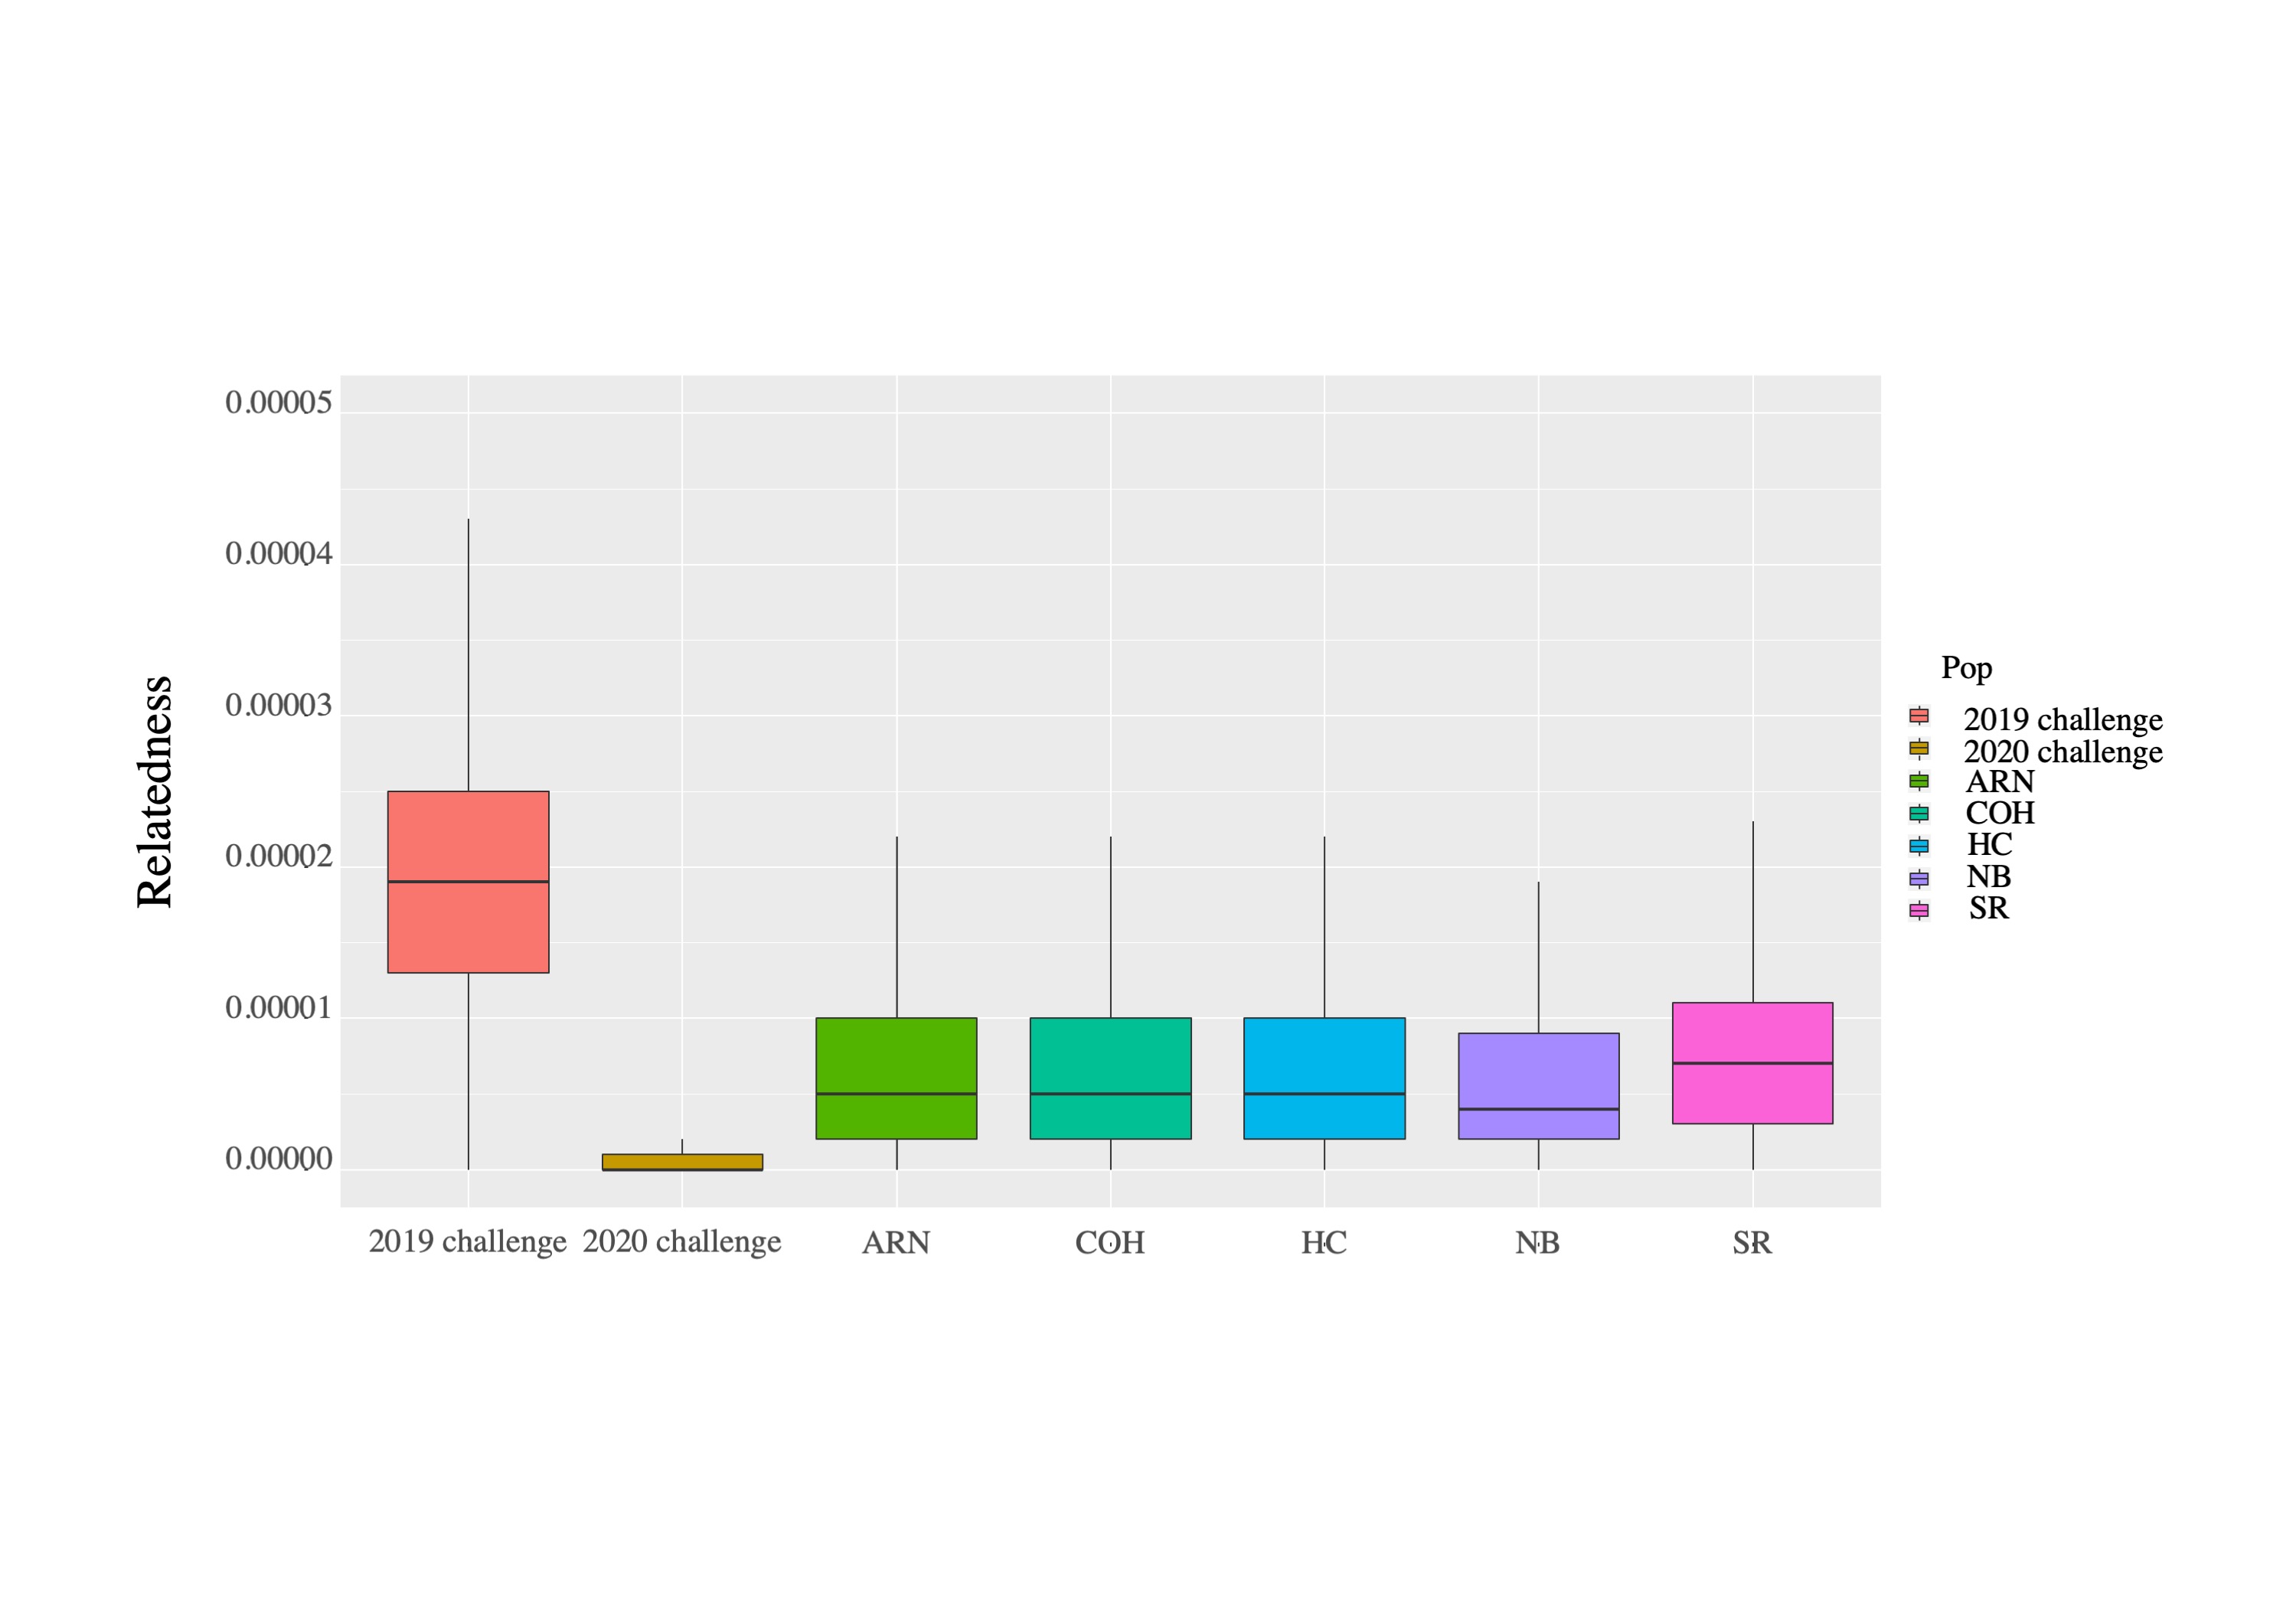 Relatedness
0.00005
0.00004
0.00003
0.00002
0.00001
0.00000
2019 challenge 2020 challenge ARN COH HC NB SR
Pop
2019 challenge
2020 challenge
ARN
COH
HC
NB
SR